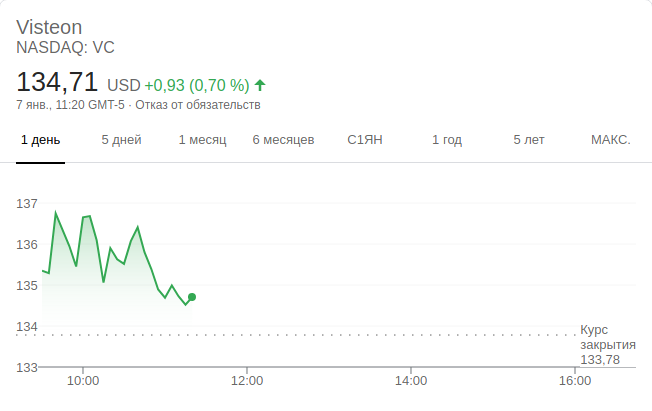 Visteon
NASDAQ: VC
134,71 USD +0,93 (0,70 %)
7 янв., 11:20 GMT-5 · Отказ от обязательств
1 день 5 дней 1 месяц 6 месяцев С1ЯН 1 год 5 лет МАКС.
137
136
135
134
Курс
закрытия
133,78
133
10:00 12:00 14:00 16:00